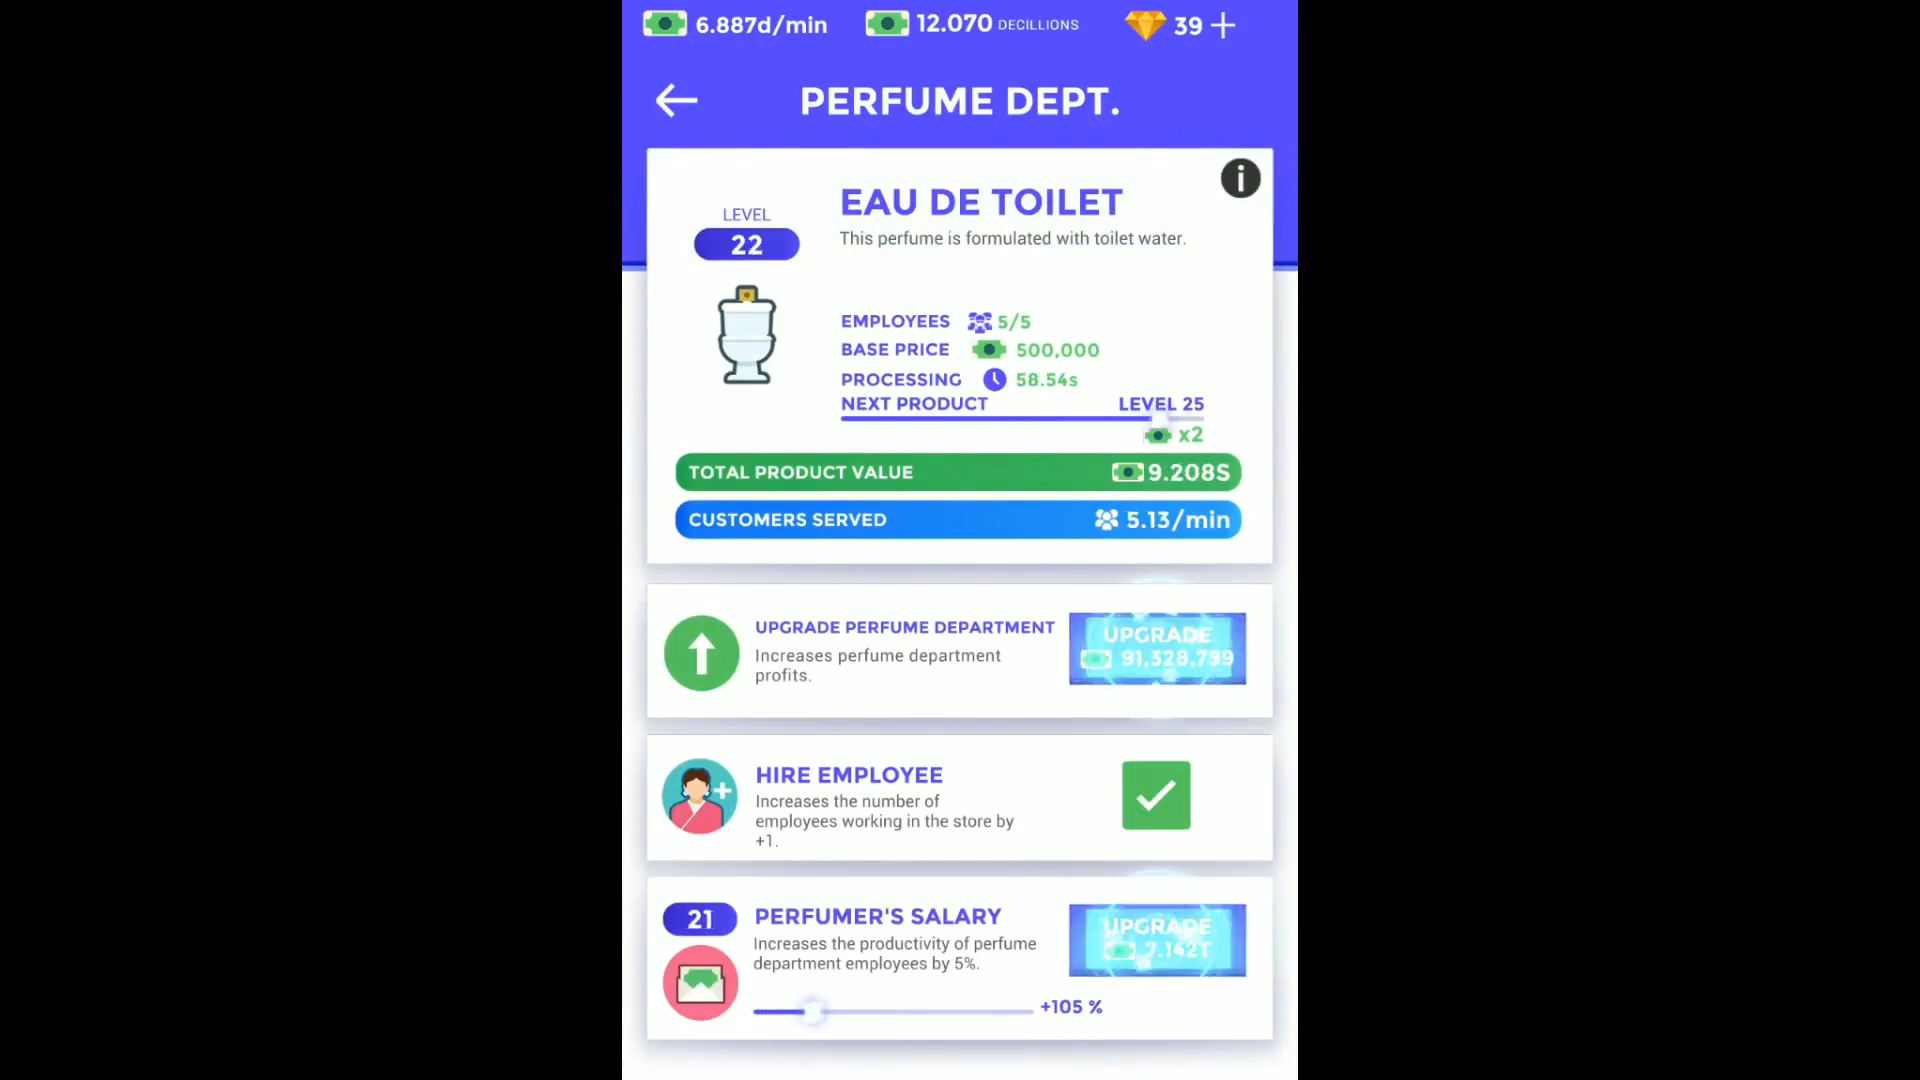 6.887d/min 12.070 DECILLIONS 39
PERFUME DEPT.
EAU DE TOILET
This perfume is formulated with toilet water.
LEVEL
22
EMPLOYEES 5/5
BASE PRICE 500,000
PROCESSING 58.54s
NEXT PRODUCT LEVEL 25
x2
TOTAL PRODUCT VALUE 9.208S
CUSTOMERS SERVED 5.13/min
UPGRADE PERFUME DEPARTMENT
Increases perfume department
profits.
UPGRADE
91,328,799
HIRE EMPLOYEE
Increases the number of
employees working in the store by
+1.
21
PERFUMER'S SALARY
Increases the productivity of perfume
department employees by 5%.
UPGRADE
7.142T
+105 %